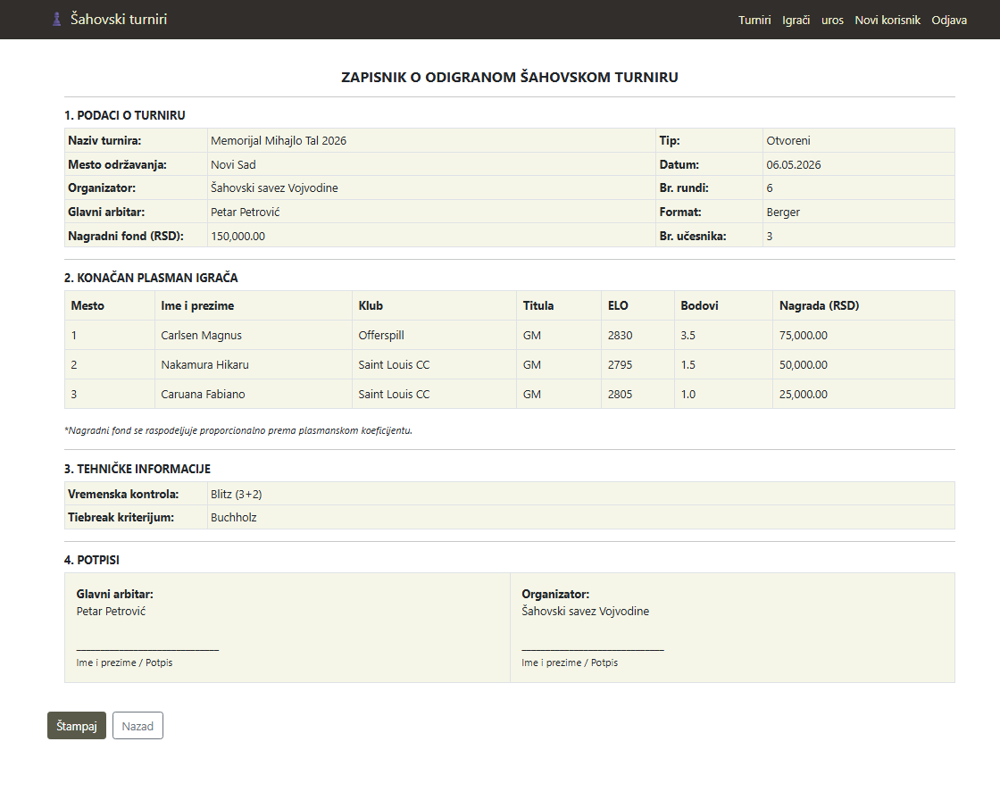 Šahovski turniri
Turniri Igrači uros Novi korisnik Odjava
ZAPISNIK O ODIGRANOM ŠAHOVSKOM TURNIRU
1. PODACI O TURNIRU
Naziv turnira: Memorijal Mihajlo Tal 2026 Tip: Otvoreni
Mesto održavanja: Novi Sad Datum: 06.05.2026
Organizator: Šahovski savez Vojvodine Br. rundi: 6
Glavni arbitar: Petar Petrović Format: Berger
Nagradni fond (RSD): 150,000.00 Br. učesnika: 3
2. KONAČAN PLASMAN IGRAČA
Mesto Ime i prezime Klub Titula ELO Bodovi Nagrada (RSD)
1 Carlsen Magnus Offerspill GM 2830 3.5 75,000.00
2 Nakamura Hikaru Saint Louis CC GM 2795 1.5 50,000.00
3 Caruana Fabiano Saint Louis CC GM 2805 1.0 25,000.00
*Nagradni fond se raspodeljuje proporcionalno prema plasmanskom koeficijentu.
3. TEHNIČKE INFORMACIJE
Vremenska kontrola: Blitz (3+2)
Tiebreak kriterijum: Buchholz
4. POTPISI
Glavni arbitar: Organizator:
Petar Petrović Šahovski savez Vojvodine
Ime i prezime / Potpis Ime i prezime / Potpis
Štampaj Nazad